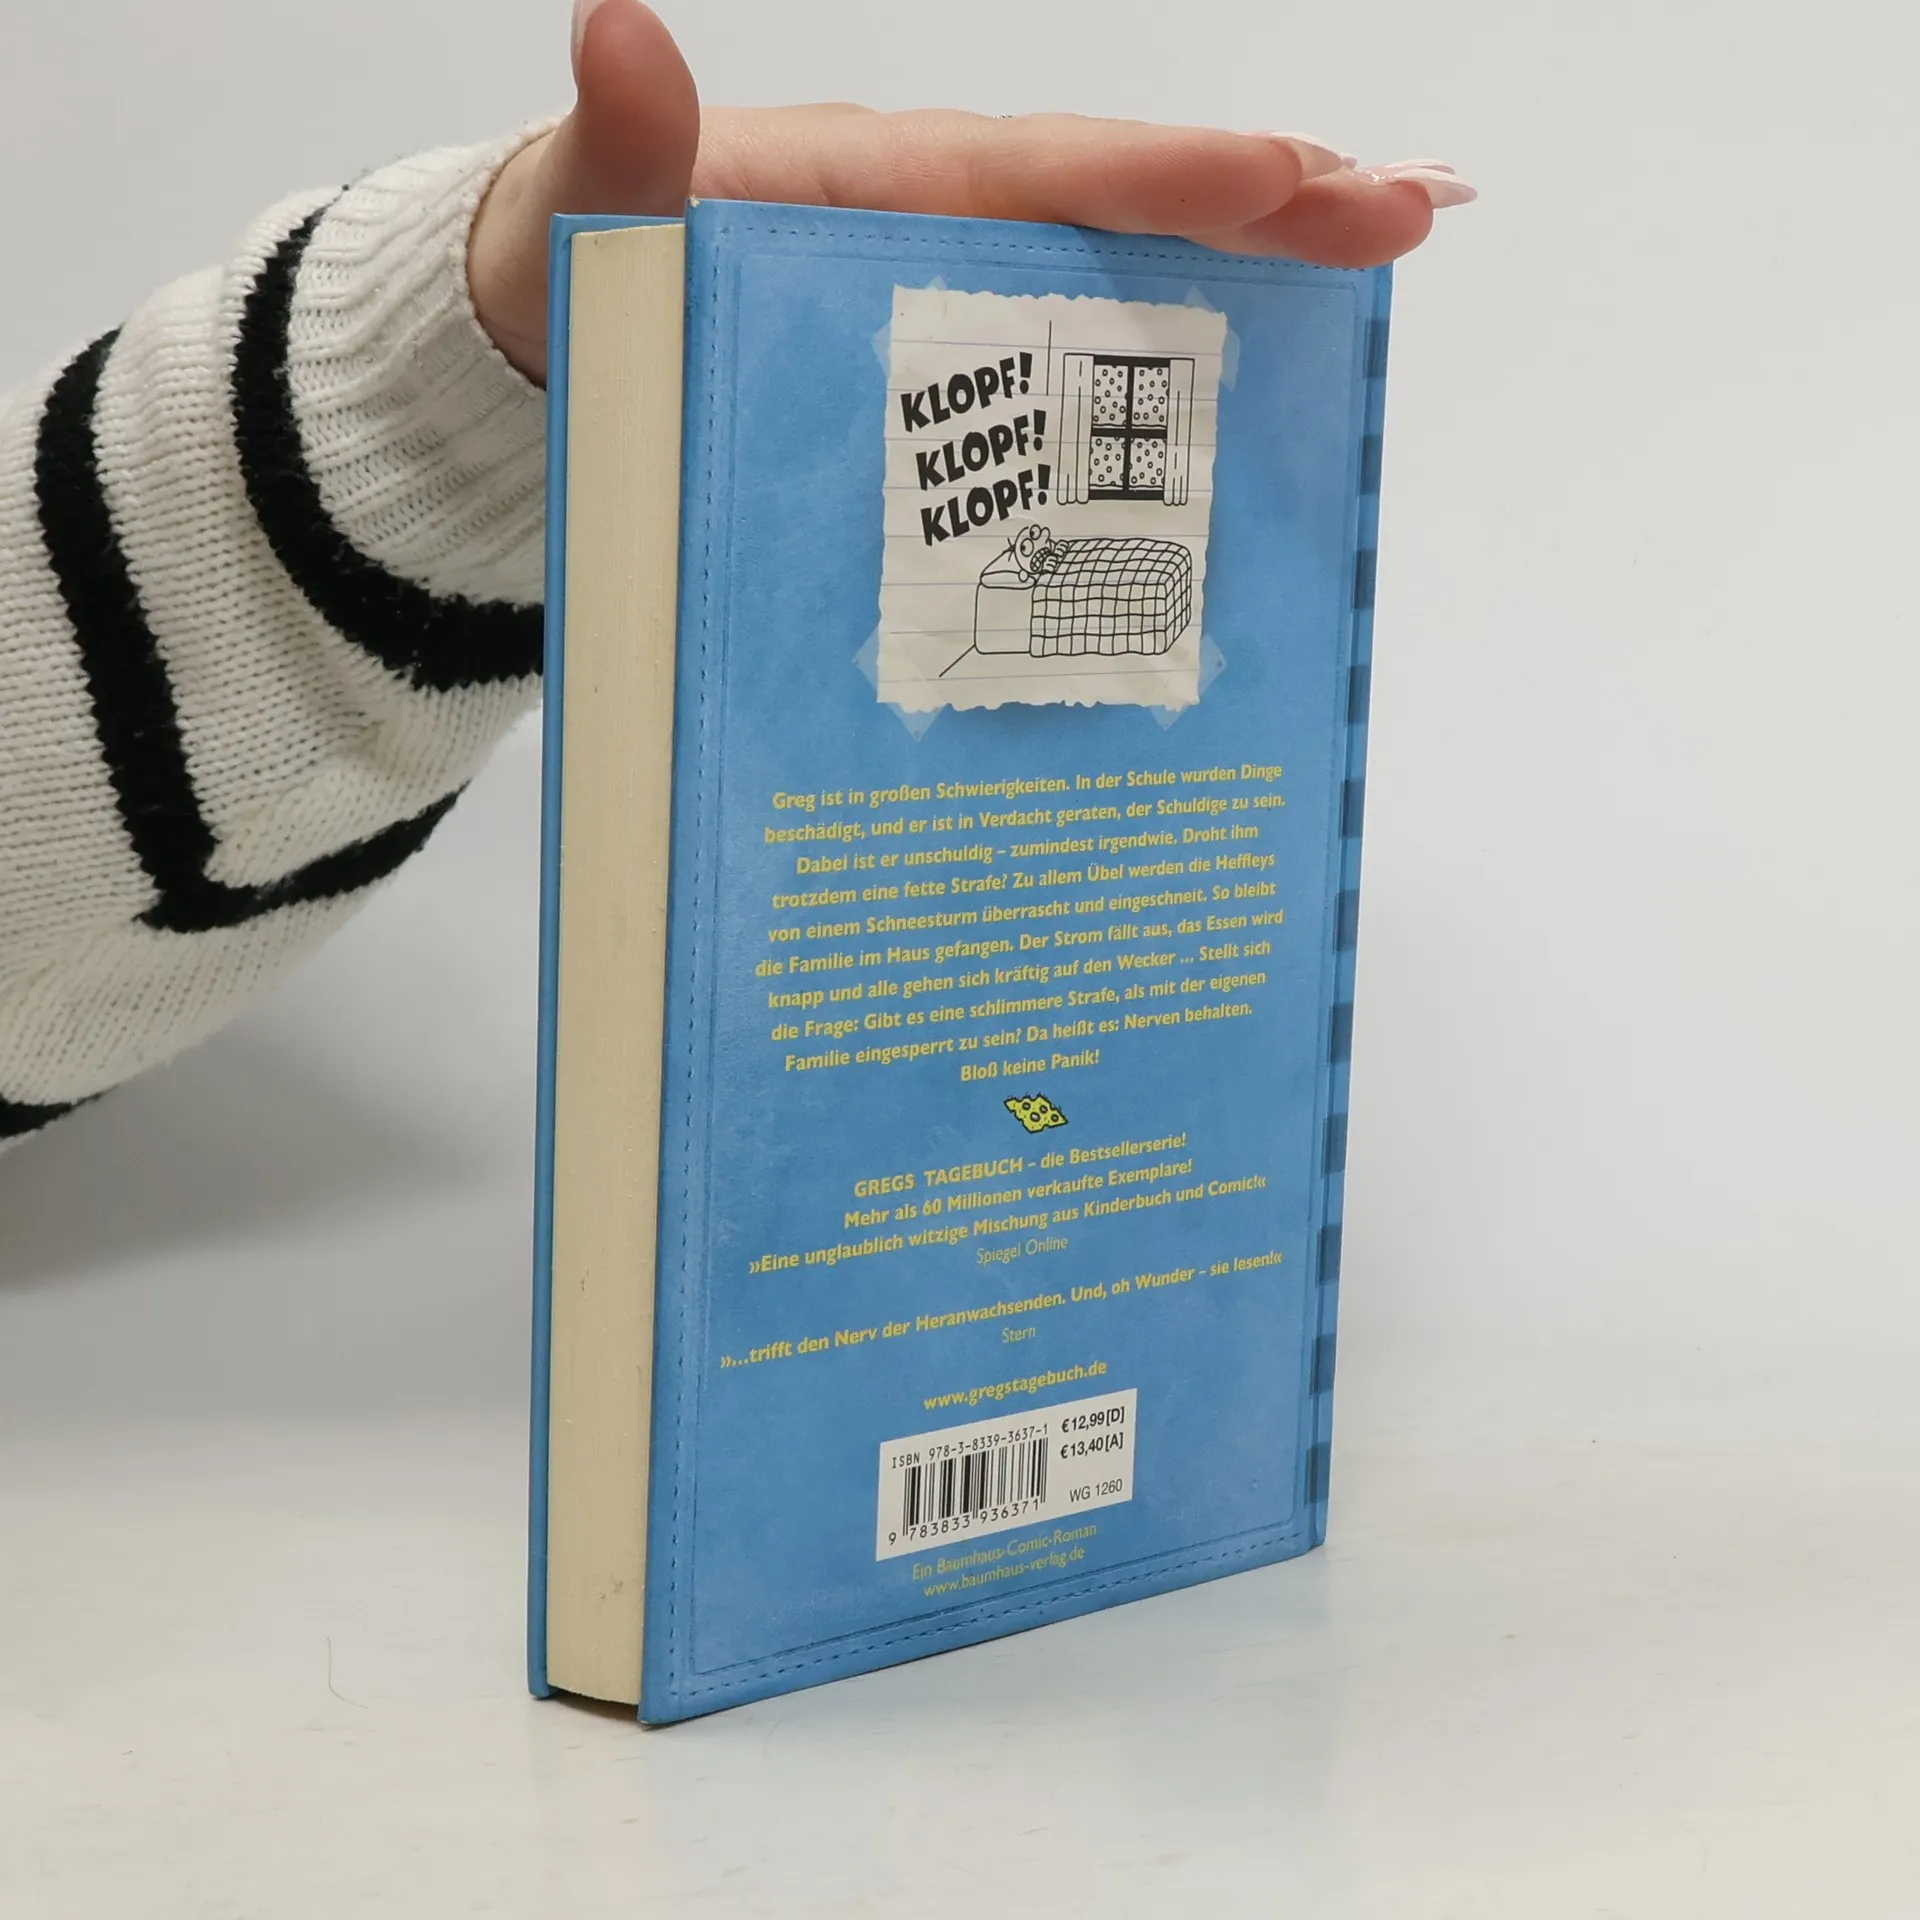 KLOPF!
KLOPF!
KLOPF!
Greg ist in großen Schwierigkeiten. In der Schule wurden Dinge
beschädigt, und er ist in Verdacht geraten, der Schuldige zu sein.
Dabei ist er unschuldig – zumindest irgendwie. Droht ihm
trotzdem eine fette Strafe? Zu allem Übel werden die Heffleys
von einem Schneesturm überrascht und eingeschneit. So bleibt
die Familie im Haus gefangen. Der Strom fällt aus, das Essen wird
knapp und alle gehen sich kräftig auf den Wecker ... Stellt sich
die Frage: Gibt es eine schlimmere Strafe, als mit der eigenen
Familie eingesperrt zu sein? Da heißt es: Nerven behalten.
Bloß keine Panik!
GREGS TAGEBUCH – die Bestsellerserie!
Mehr als 60 Millionen verkaufte Exemplare!
»Eine unglaublich witzige Mischung aus Kinderbuch und Comic!«
Spiegel Online
»...trifft den Nerv der Heranwachsenden. Und, oh Wunder – sie lesen!«
Stern
www.gregstagebuch.de
ISBN 978-3-8339-3637-1
€ 12,99 [D]
€ 13,40 [A]
WG 1260
9 783833 936371
Ein Baumhaus-Comic-Roman
www.baumhaus-verlag.de